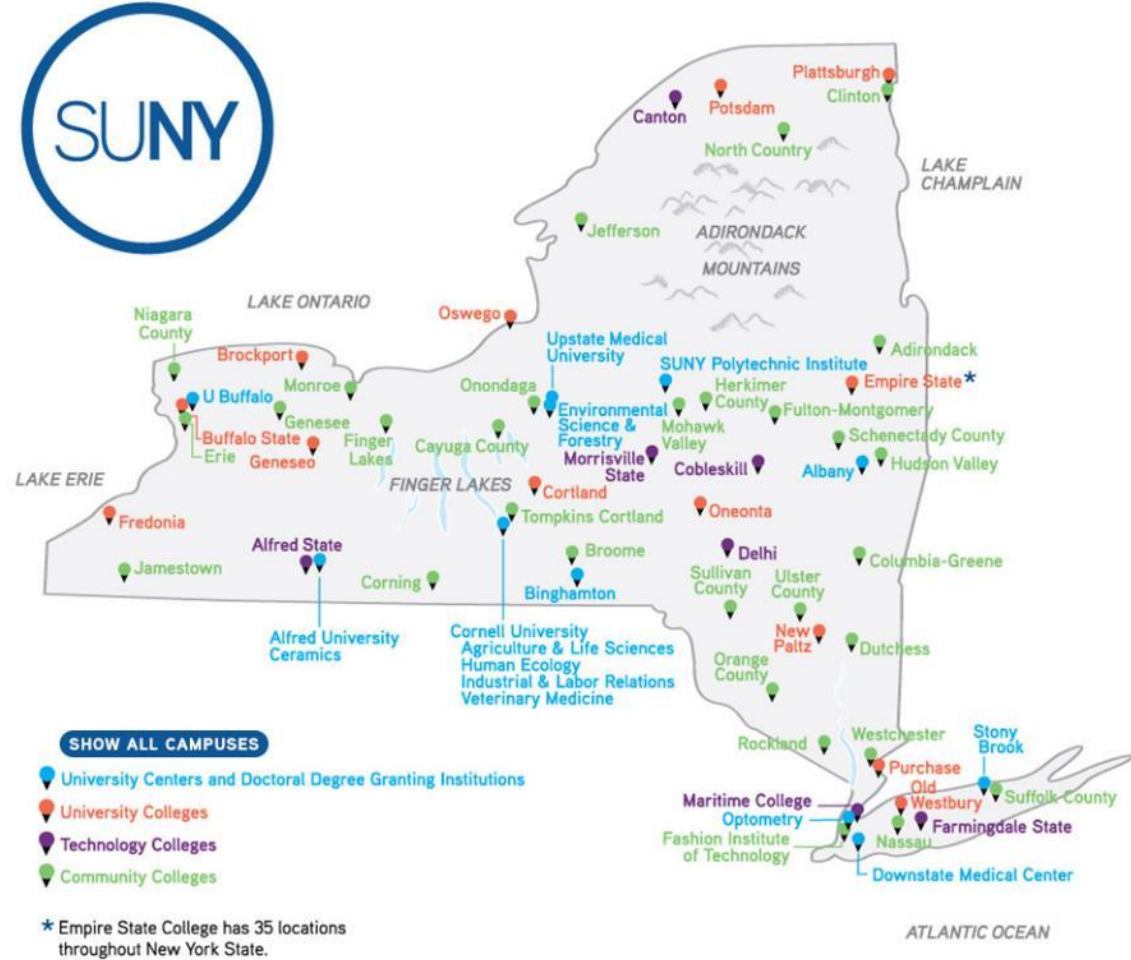 SUNY
Plattsburgh
Clinton
Potsdam
Canton
North Country
LAKE
CHAMPLAIN
Jefferson
ADIRONDACK
MOUNTAINS
LAKE ONTARIO
Niagara
County
Oswego
Brockport
Upstate Medical
University
SUNY Polytechnic Institute
Adirondack
Empire State*
Monroe
Onondaga
Herkimer
County
U Buffalo
Genesee
Environmental
Science &
Forestry
Fulton-Montgomery
Mohawk
Valley
Buffalo State
Erie
Geneseo
Finger
Lakes
Cayuga County
Schenectady County
Morrisville
State
Cobleskill
Albany
Hudson Valley
LAKE ERIE
FINGER LAKES
Cortland
Oneonta
Tompkins Cortland
Fredonia
Alfred State
Delhi
Broome
Columbia-Greene
Jamestown
Corning
Sullivan
County
Ulster
County
Binghamton
Alfred University
Ceramics
Cornell University
Agriculture & Life Sciences
Human Ecology
Industrial & Labor Relations
Veterinary Medicine
New
Paltz
Dutchess
Orange
County
Rockland
Westchester
Stony
Brook
Purchase
Old
Westbury
Suffolk County
Maritime College
Optometry
Farmingdale State
Fashion Institute
of Technology
Nassau
Downstate Medical Center
ATLANTIC OCEAN
SHOW ALL CAMPUSES
University Centers and Doctoral Degree Granting Institutions
University Colleges
Technology Colleges
Community Colleges
* Empire State College has 35 locations
throughout New York State.